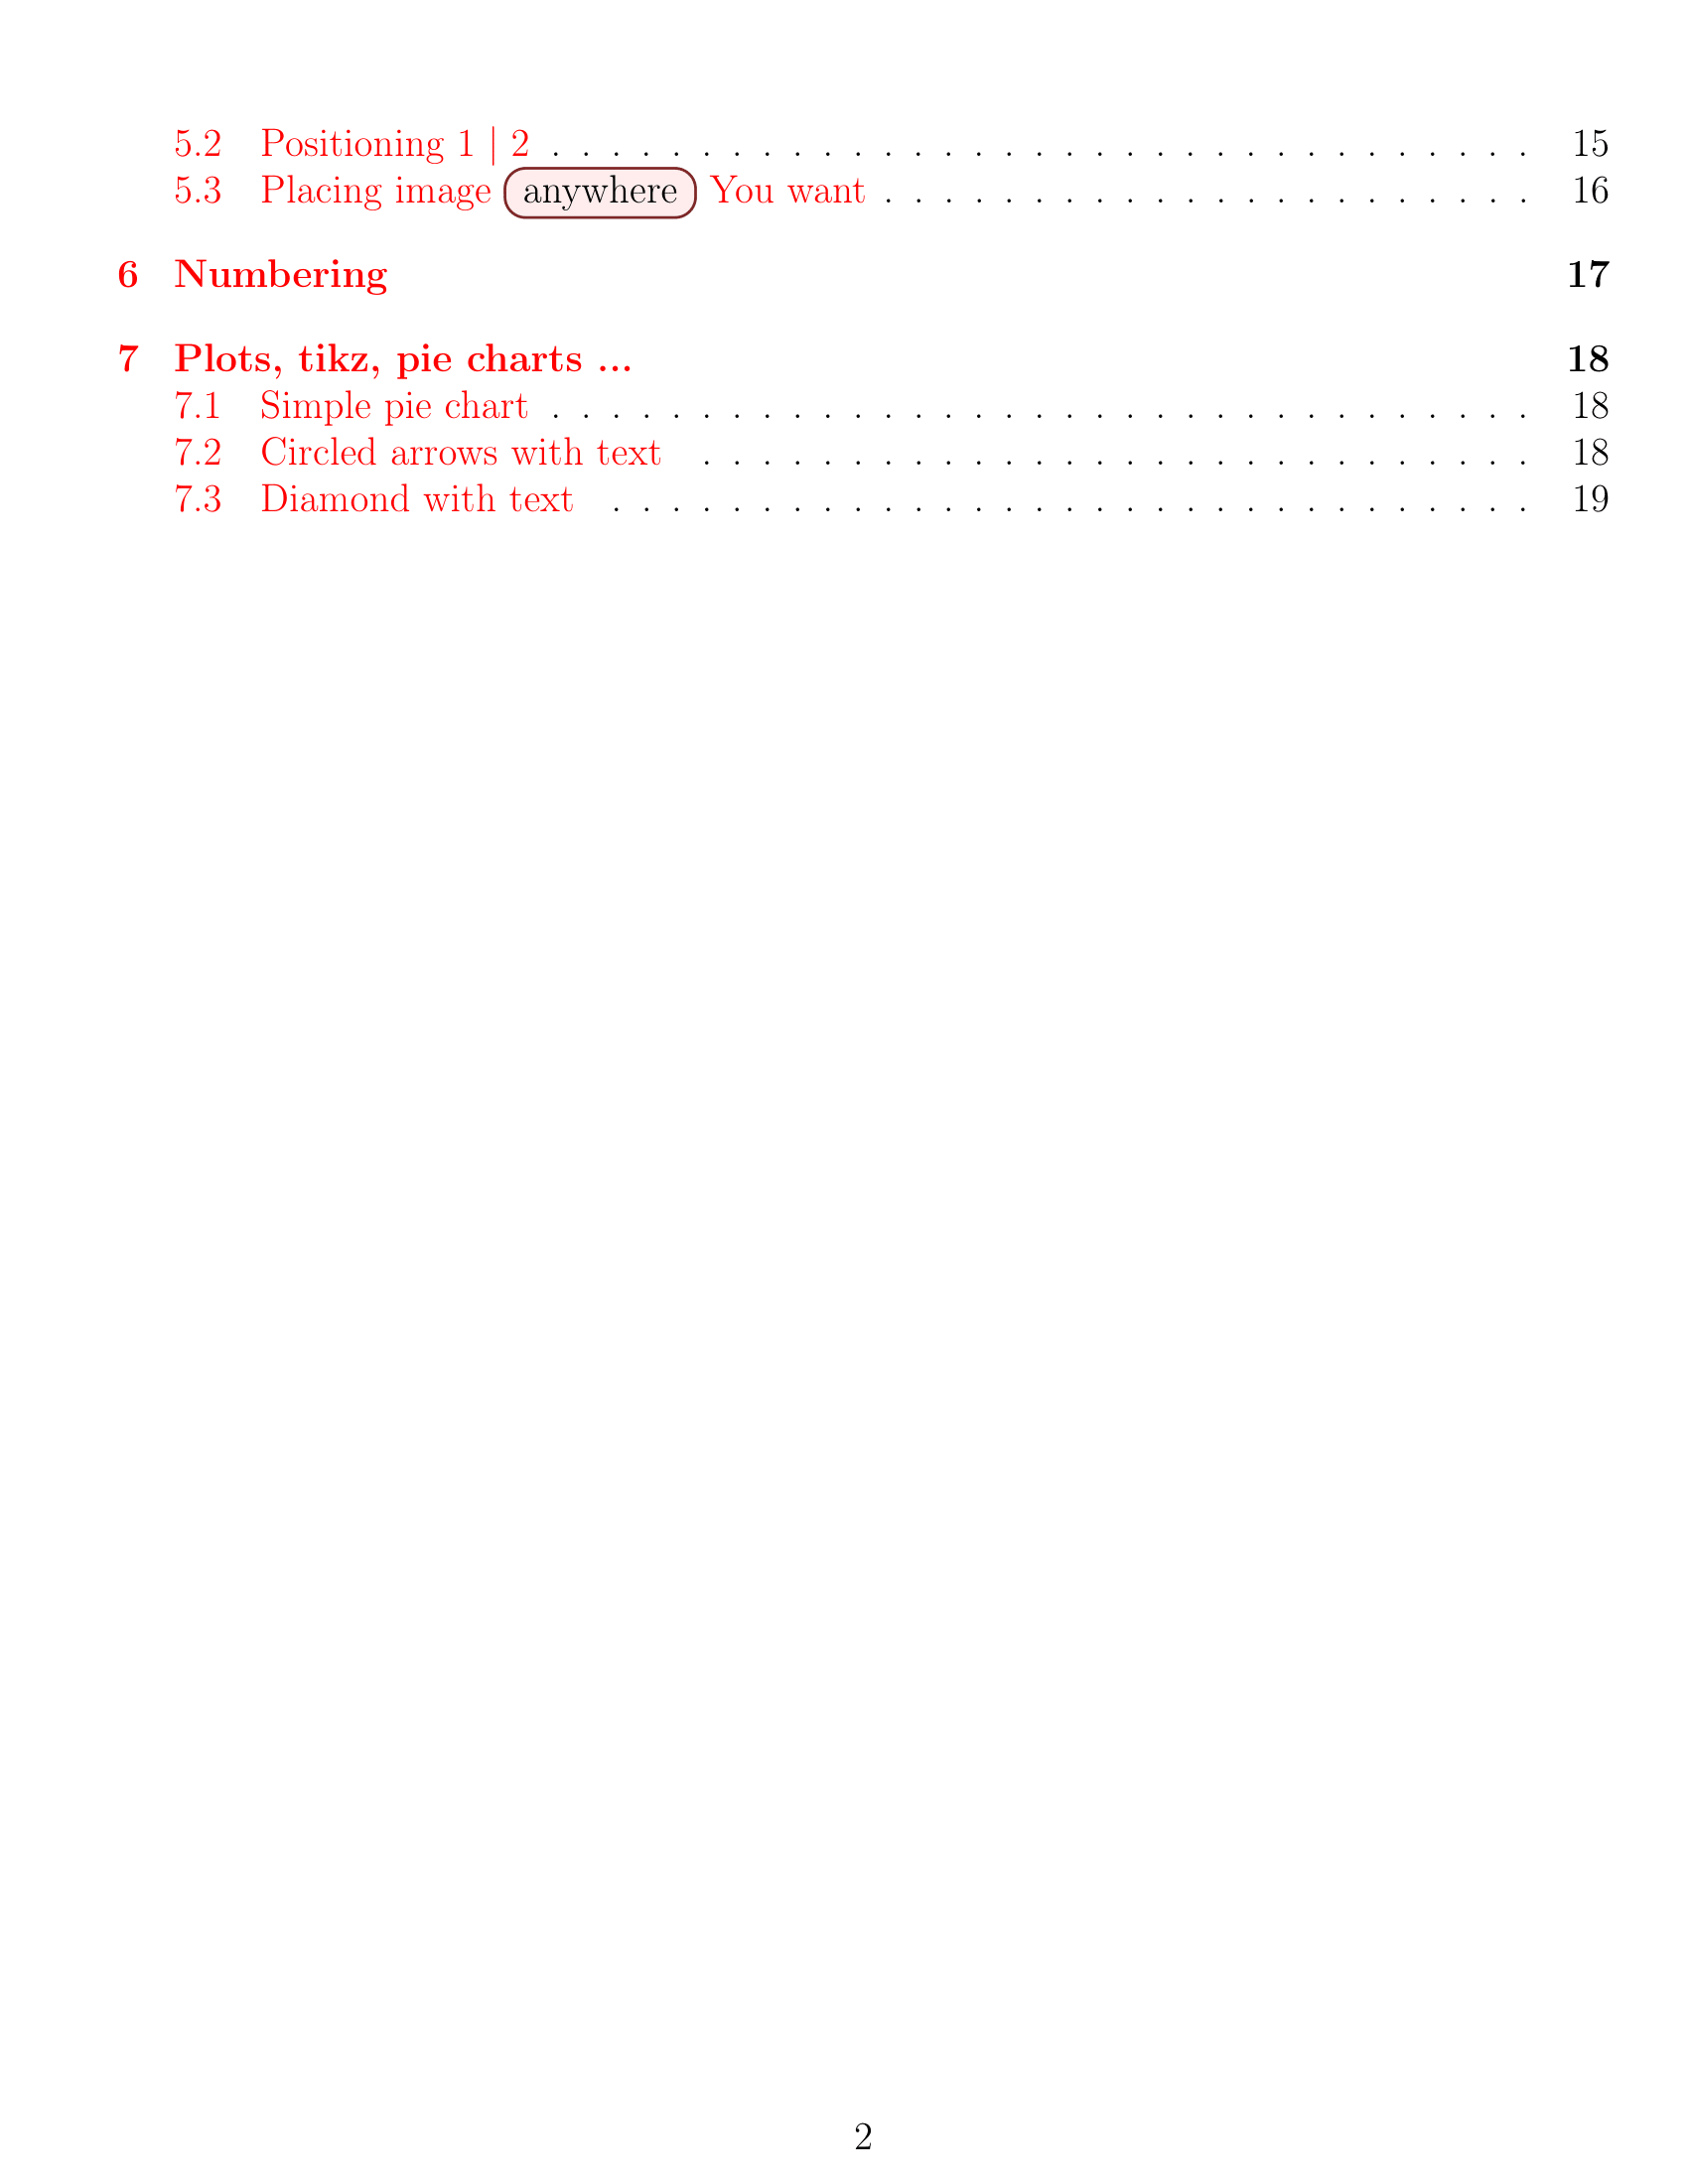 5.2 Positioning 1 | 2 . . . . . . . . . . . . . . . . . . . . . . . . . . . . . . . . . 15
5.3 Placing image anywhere You want . . . . . . . . . . . . . . . . . . . . . . 16
6 Numbering 17
7 Plots, tikz, pie charts ... 18
7.1 Simple pie chart . . . . . . . . . . . . . . . . . . . . . . . . . . . . . . . . . 18
7.2 Circled arrows with text . . . . . . . . . . . . . . . . . . . . . . . . . . . . 18
7.3 Diamond with text . . . . . . . . . . . . . . . . . . . . . . . . . . . . . . . 19
2